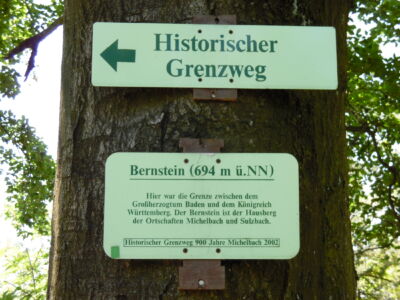 Historischer
Grenzweg
Bernstein (694 m ü.NN)
Hier war die Grenze zwischen dem
Großherzogtum Baden und dem Königreich
Württemberg. Der Bernstein ist der Hausberg
der Ortschaften Michelbach und Sulzbach.
Historischer Grenzweg 900 Jahre Michelbach 2002